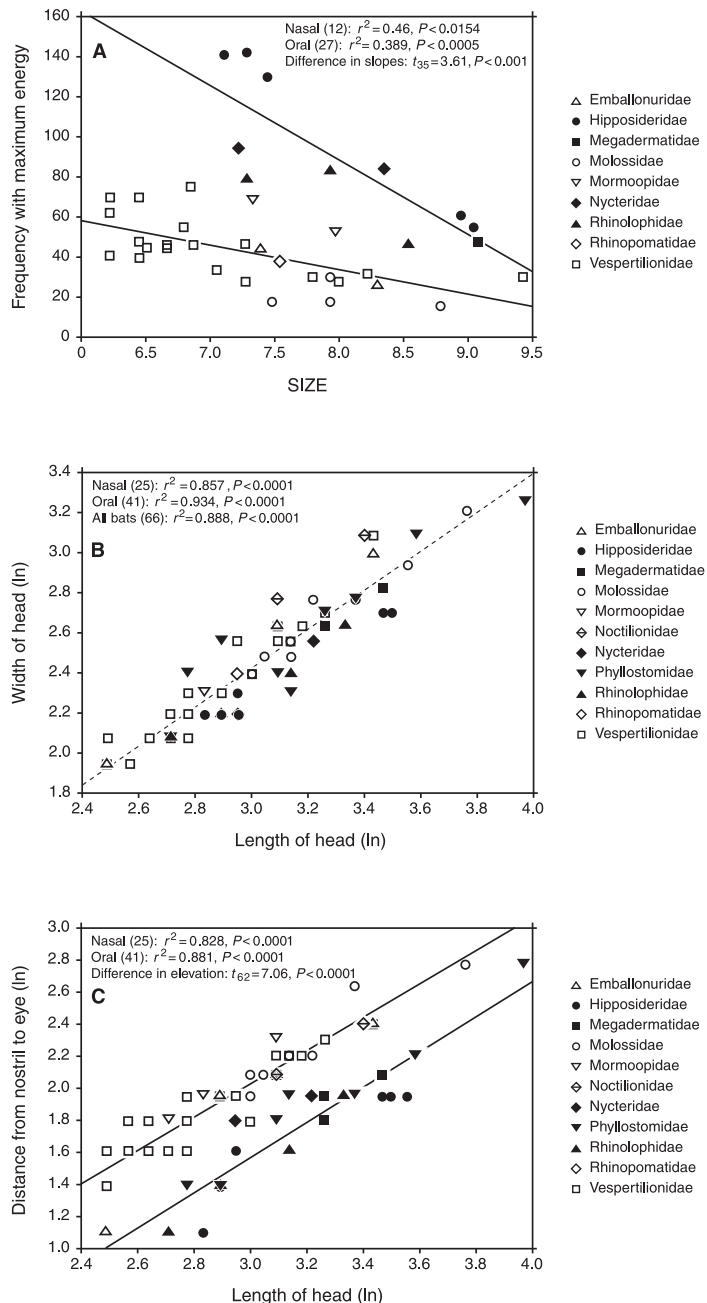 A
Nasal (12): r² = 0.46, P<0.0154
Oral (27): r² = 0.389, P<0.0005
Difference in slopes: t35 = 3.61, P<0.001
Frequency with maximum energy
160
140
120
100
80
60
40
20
0
6 6.5 7.0 7.5 8.0 8.5 9.0 9.5
SIZE
Emballonuridae
Hipposideridae
Megadermatidae
Molossidae
Mormoopidae
Nycteridae
Rhinolophidae
Rhinopomatidae
Vespertilionidae
B
Nasal (25): r² = 0.857, P<0.0001
Oral (41): r² = 0.934, P<0.0001
All bats (66): r² = 0.888, P<0.0001
Width of head (ln)
3.4
3.2
3.0
2.8
2.6
2.4
2.2
2.0
1.8
2.4 2.6 2.8 3.0 3.2 3.4 3.6 3.8 4.0
Length of head (ln)
Emballonuridae
Hipposideridae
Megadermatidae
Molossidae
Mormoopidae
Noctilionidae
Nycteridae
Phyllostomidae
Rhinolophidae
Rhinopomatidae
Vespertilionidae
C
Nasal (25): r² = 0.828, P<0.0001
Oral (41): r² = 0.881, P<0.0001
Difference in elevation: t62 = 7.06, P<0.0001
Distance from nostril to eye (ln)
3.0
2.8
2.6
2.4
2.2
2.0
1.8
1.6
1.4
1.2
1.0
2.4 2.6 2.8 3.0 3.2 3.4 3.6 3.8 4.0
Length of head (ln)
Emballonuridae
Hipposideridae
Megadermatidae
Molossidae
Mormoopidae
Noctilionidae
Nycteridae
Phyllostomidae
Rhinolophidae
Rhinopomatidae
Vespertilionidae